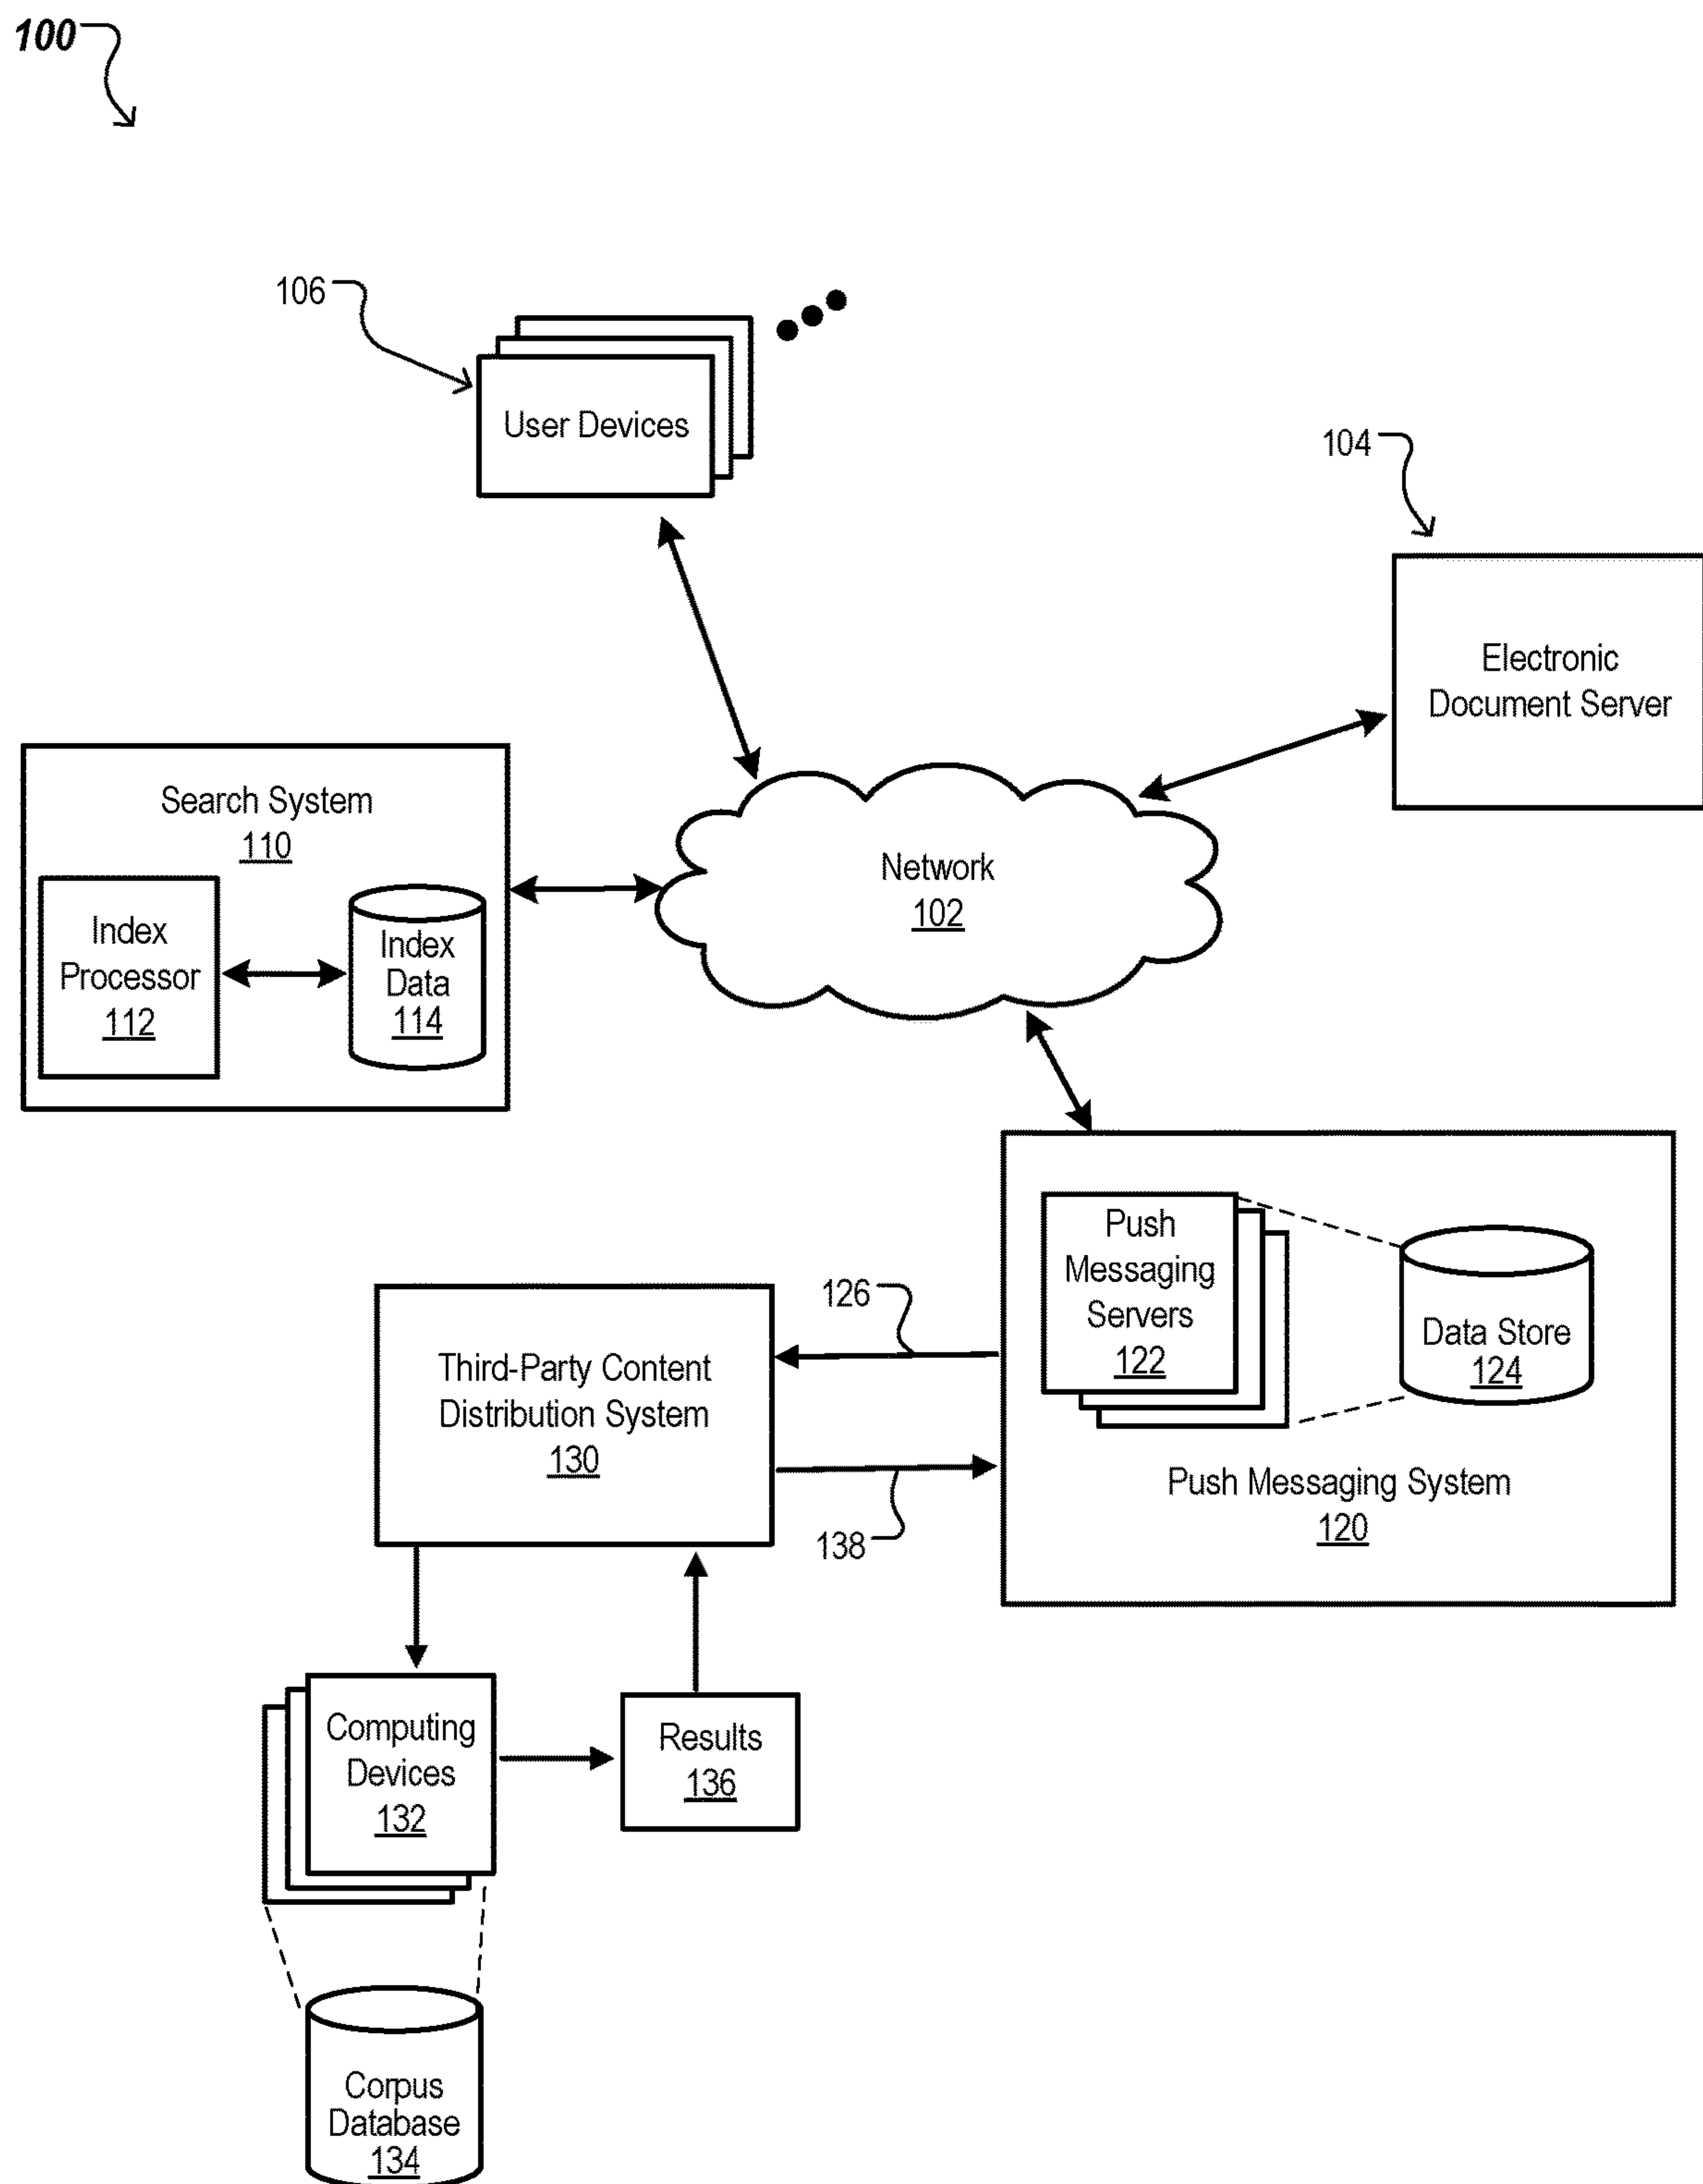 100
106
User Devices
104
Electronic
Document Server
Search System
110
Index
Processor
112
Index
Data
114
Network
102
Push
Messaging
Servers
122
Data Store
124
Push Messaging System
120
126
Third-Party Content
Distribution System
130
138
Computing
Devices
132
Results
136
Corpus
Database
134